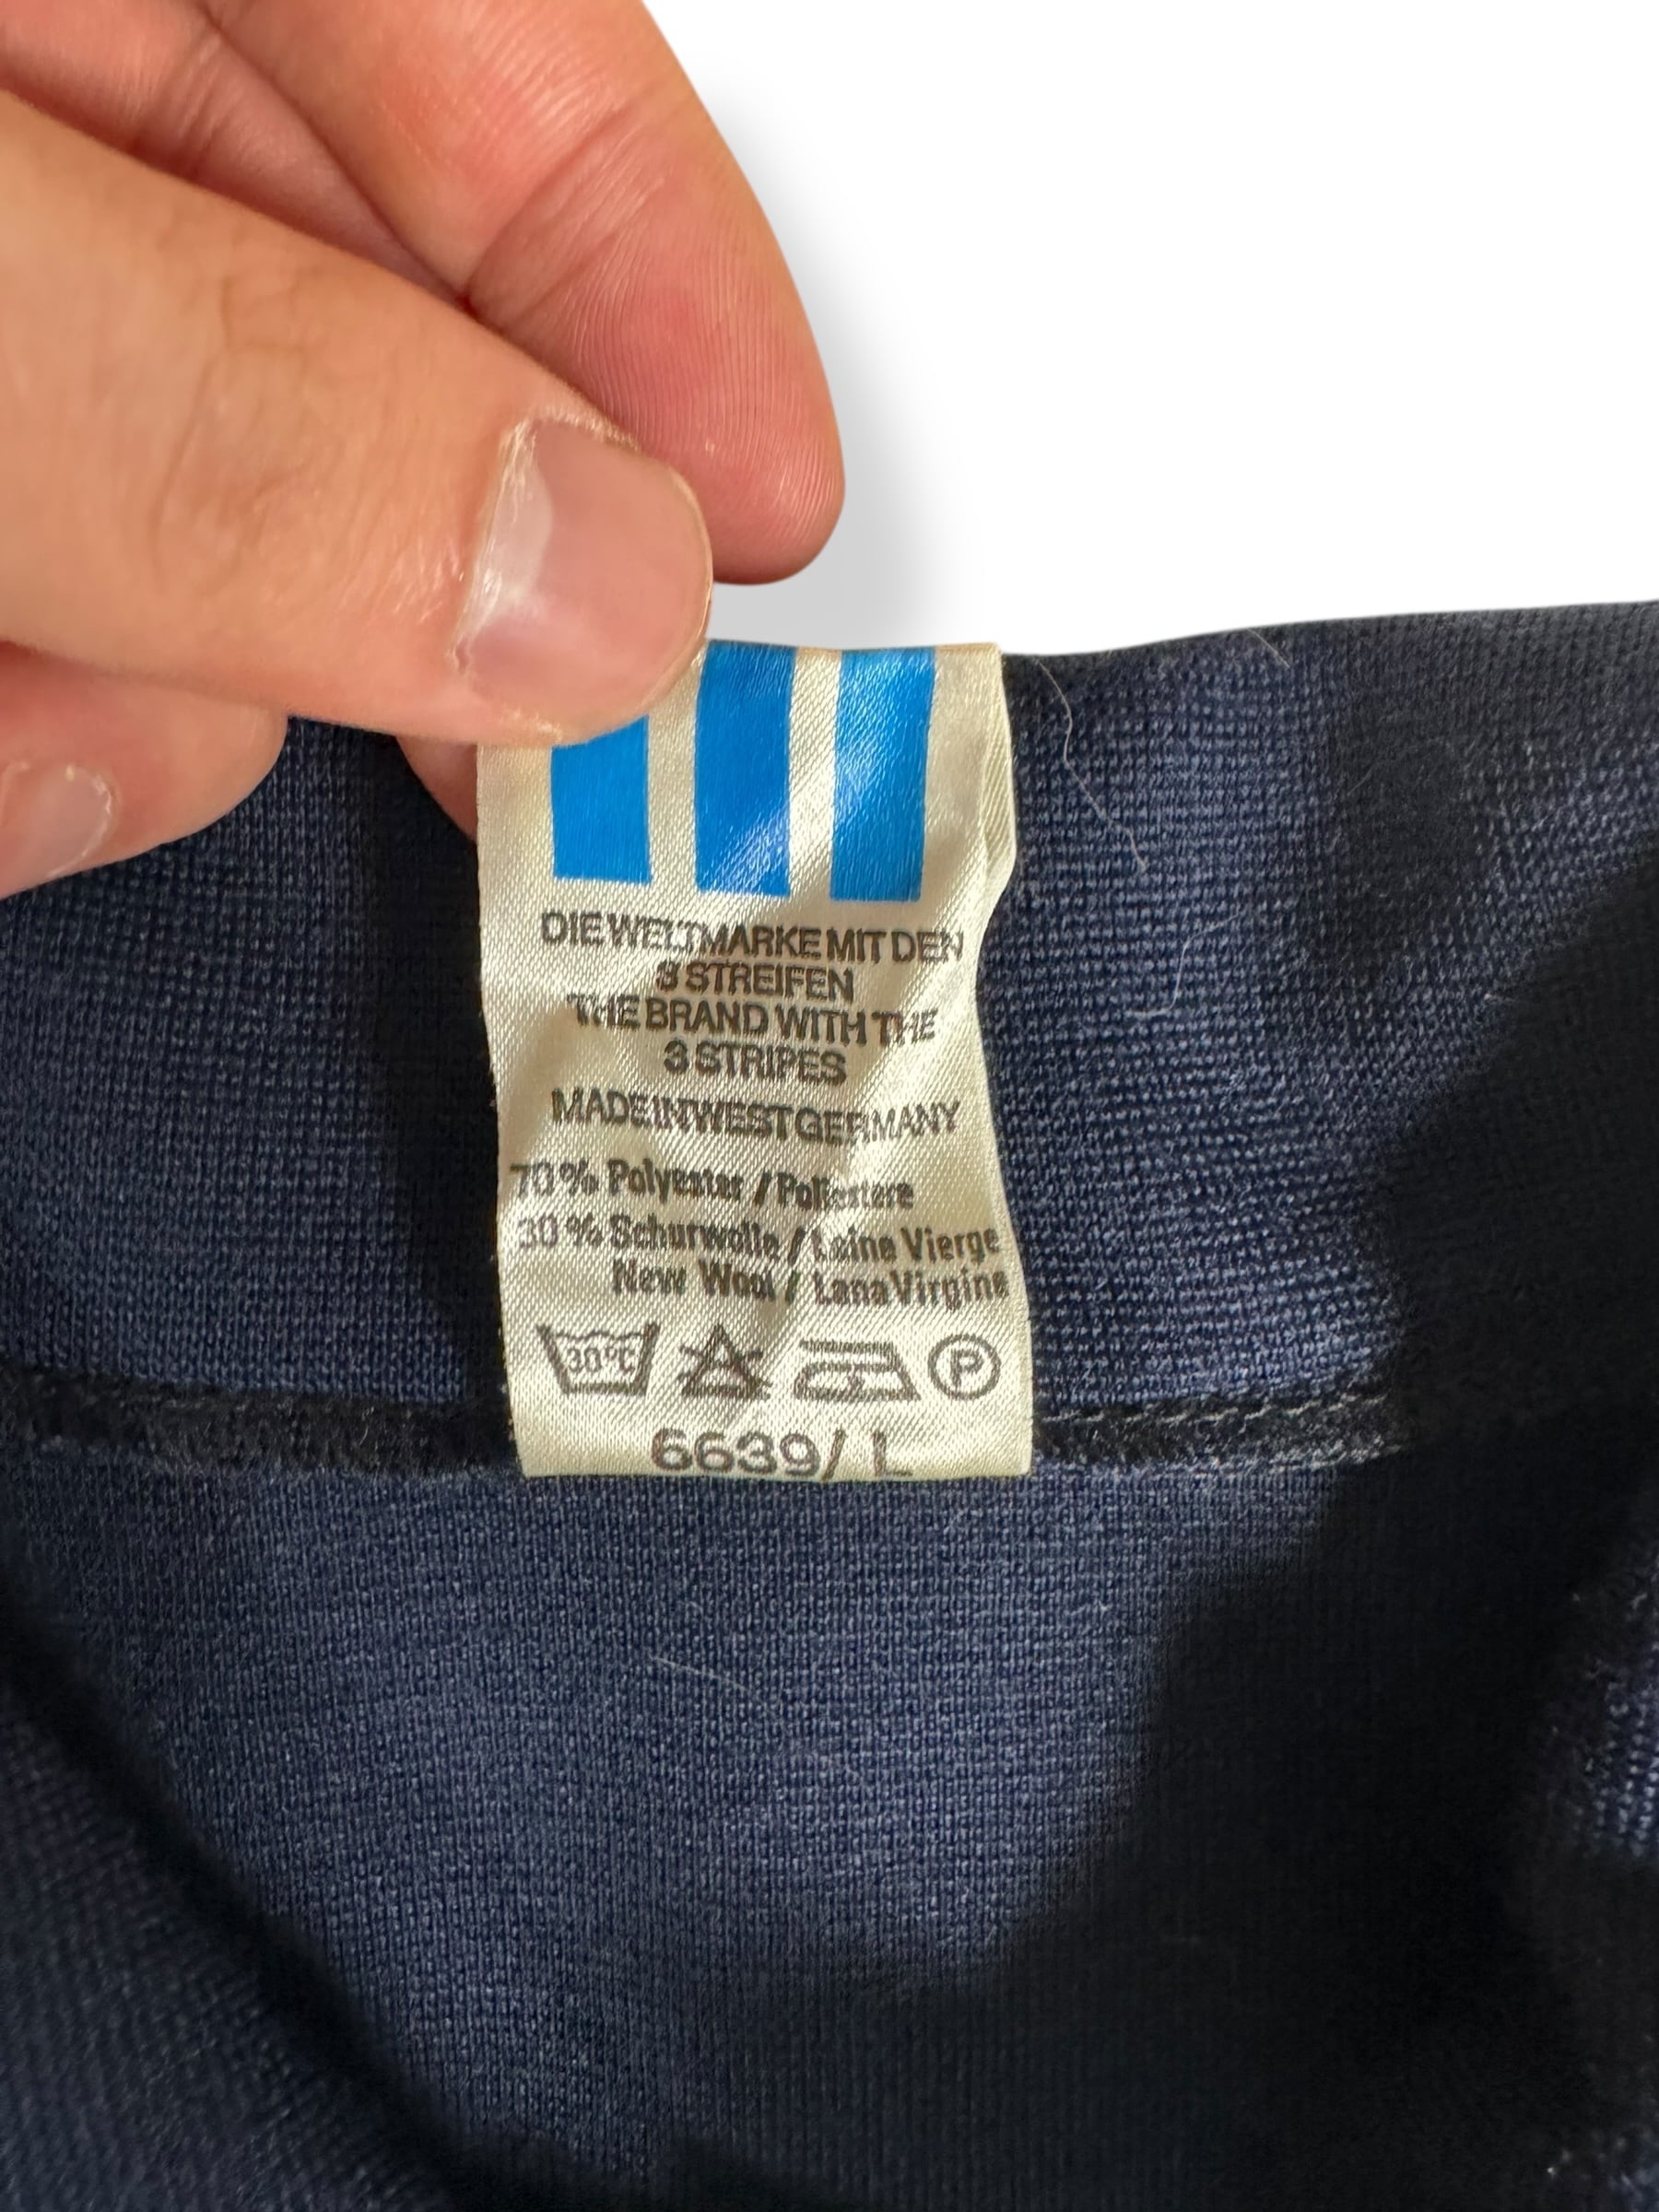 DIE WELTMARKE MIT DEN
3 STREIFEN
THE BRAND WITH THE
3 STRIPES
MADE IN WEST GERMANY
70% Polyester / Poliestere
30% Schurwolle / Laine Vierge
New Wool / Lana Virgine
30°C P
6639/ L